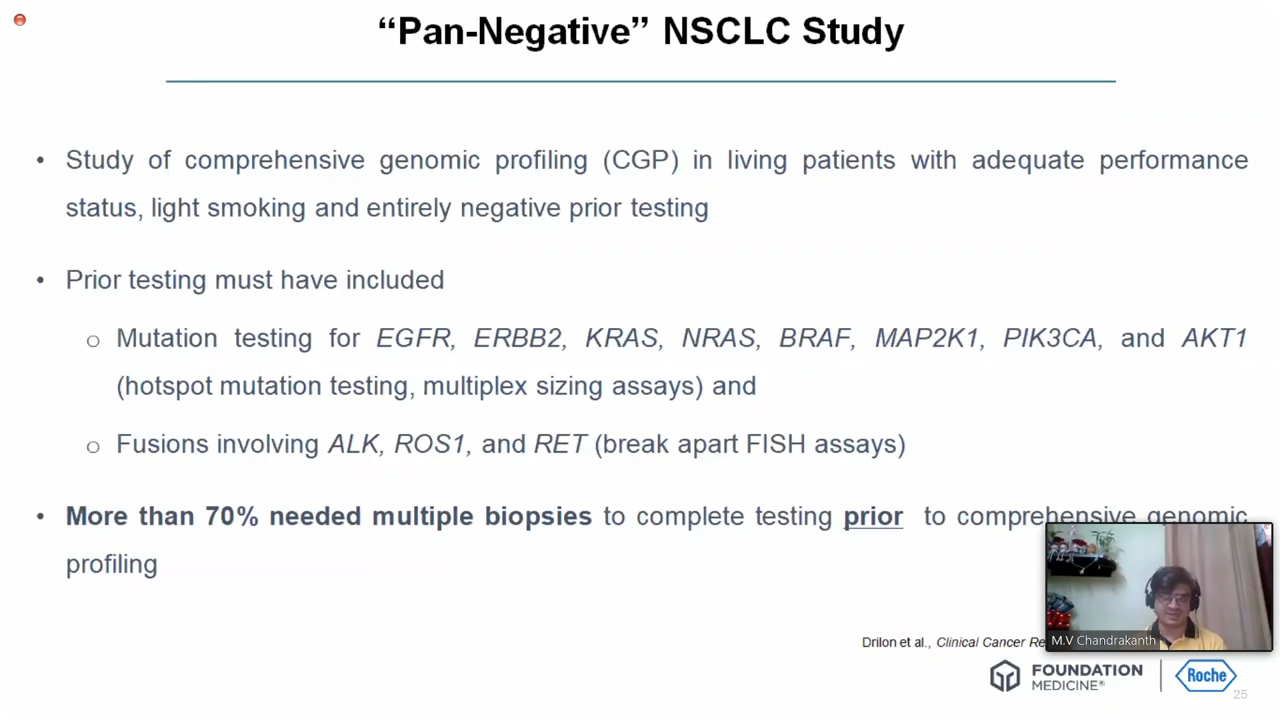 “Pan-Negative” NSCLC Study
• Study of comprehensive genomic profiling (CGP) in living patients with adequate performance
status, light smoking and entirely negative prior testing
• Prior testing must have included
o Mutation testing for EGFR, ERBB2, KRAS, NRAS, BRAF, MAP2K1, PIK3CA, and AKT1
(hotspot mutation testing, multiplex sizing assays) and
o Fusions involving ALK, ROS1, and RET (break apart FISH assays)
• More than 70% needed multiple biopsies to complete testing prior to comprehensive genomic
profiling
M.V Chandrakanth
Drilon et al., Clinical Cancer
FOUNDATION
MEDICINE®
Roche
25